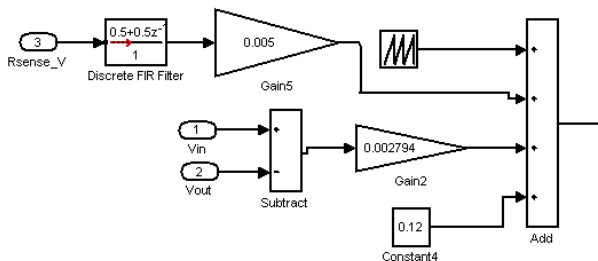 3
Rsense_V
0.5+0.5z⁻¹
1
Discrete FIR Filter
0.005
Gain5
1
Vin
2
Vout
+
-
Subtract
0.002794
Gain2
0.12
Constant4
+
+
+
+
Add